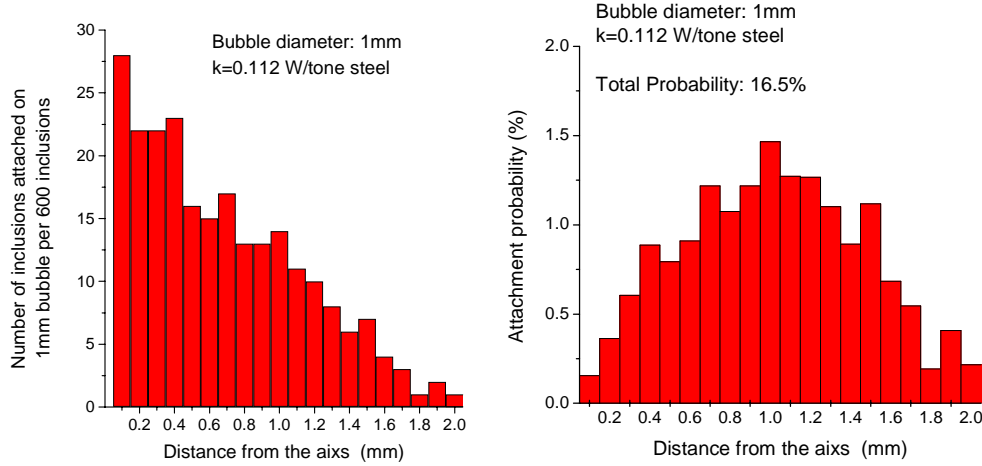 Bubble diameter: 1mm
k=0.112 W/tone steel
Number of inclusions attached on
1mm bubble per 600 inclusions
30
25
20
15
10
5
0
0.2 0.4 0.6 0.8 1.0 1.2 1.4 1.6 1.8 2.0
Distance from the aixs (mm)
Bubble diameter: 1mm
k=0.112 W/tone steel
Total Probability: 16.5%
Attachment probability (%)
2.0
1.5
1.0
0.5
0.0
0.2 0.4 0.6 0.8 1.0 1.2 1.4 1.6 1.8 2.0
Distance from the aixs (mm)